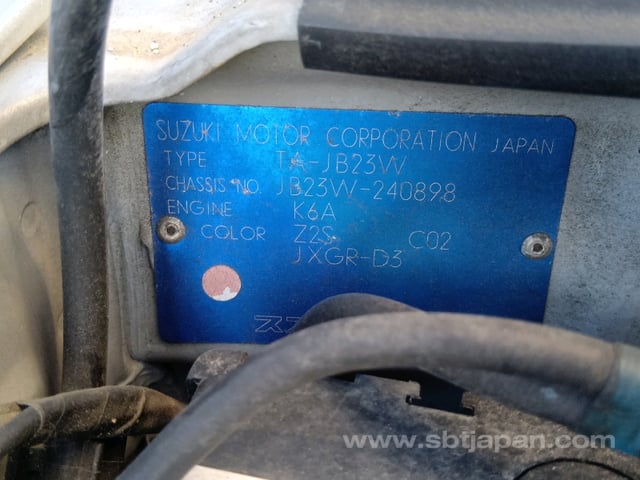 SUZUKI MOTOR CORPORATION JAPAN
TYPE TA-JB23W
CHASSIS NO. JB23W-240898
ENGINE K6A
COLOR Z2S C02
JXGR-D3
www.sbtjapan.com